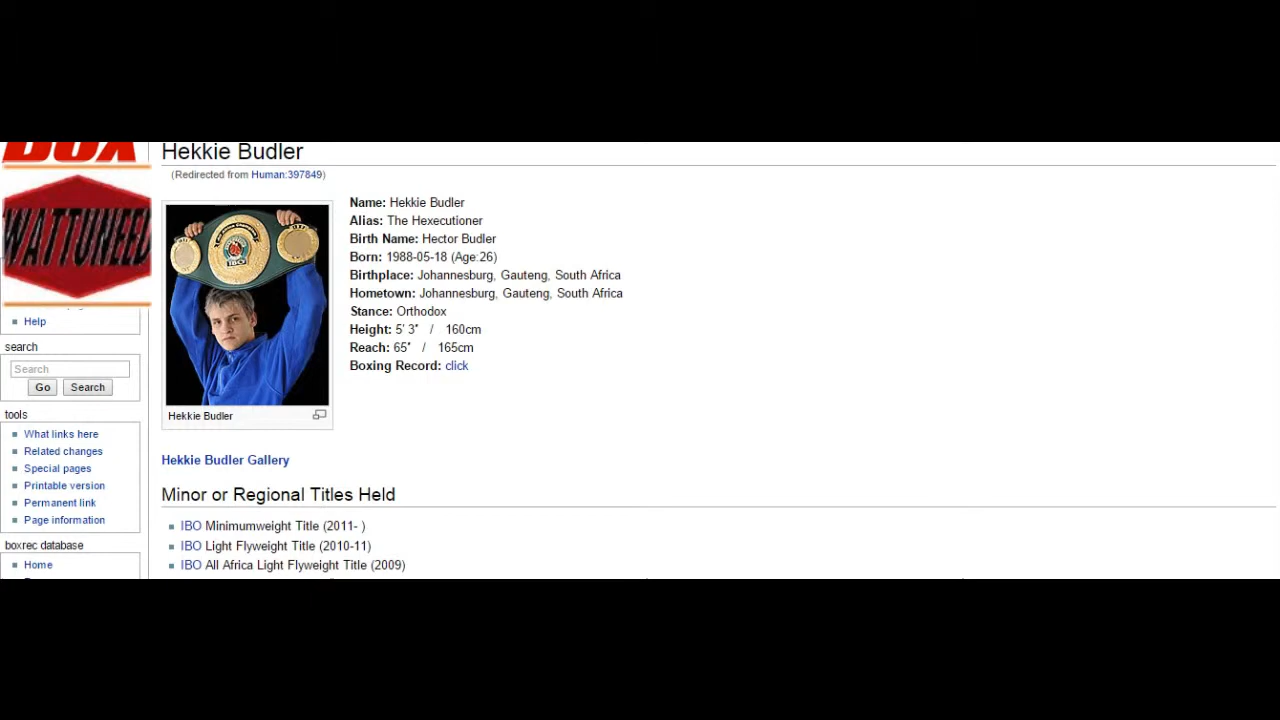 BOX
Hekkie Budler
(Redirected from Human:397849)
WATTUNEED
IBO
Name: Hekkie Budler
Alias: The Hexecutioner
Birth Name: Hector Budler
Born: 1988-05-18 (Age:26)
Birthplace: Johannesburg, Gauteng, South Africa
Hometown: Johannesburg, Gauteng, South Africa
Stance: Orthodox
Height: 5′ 3″ / 160cm
Reach: 65″ / 165cm
Boxing Record: click
Hekkie Budler
Help
search
Search
Go Search
tools
What links here
Related changes
Special pages
Printable version
Permanent link
Page information
boxrec database
Home
Hekkie Budler Gallery
Minor or Regional Titles Held
IBO Minimumweight Title (2011- )
IBO Light Flyweight Title (2010-11)
IBO All Africa Light Flyweight Title (2009)